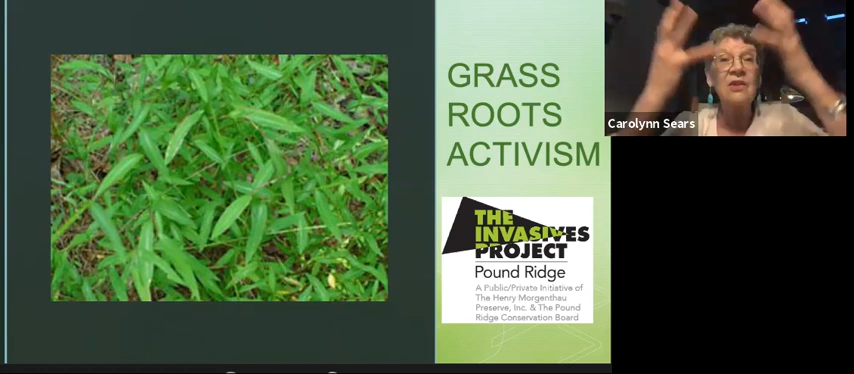 GRASS
ROOTS
ACTIVISM
Carolynn Sears
THE
INVASIVES
PROJECT
Pound Ridge
A Public/Private Initiative of
The Henry Morgenthau
Preserve, Inc. & The Pound
Ridge Conservation Board